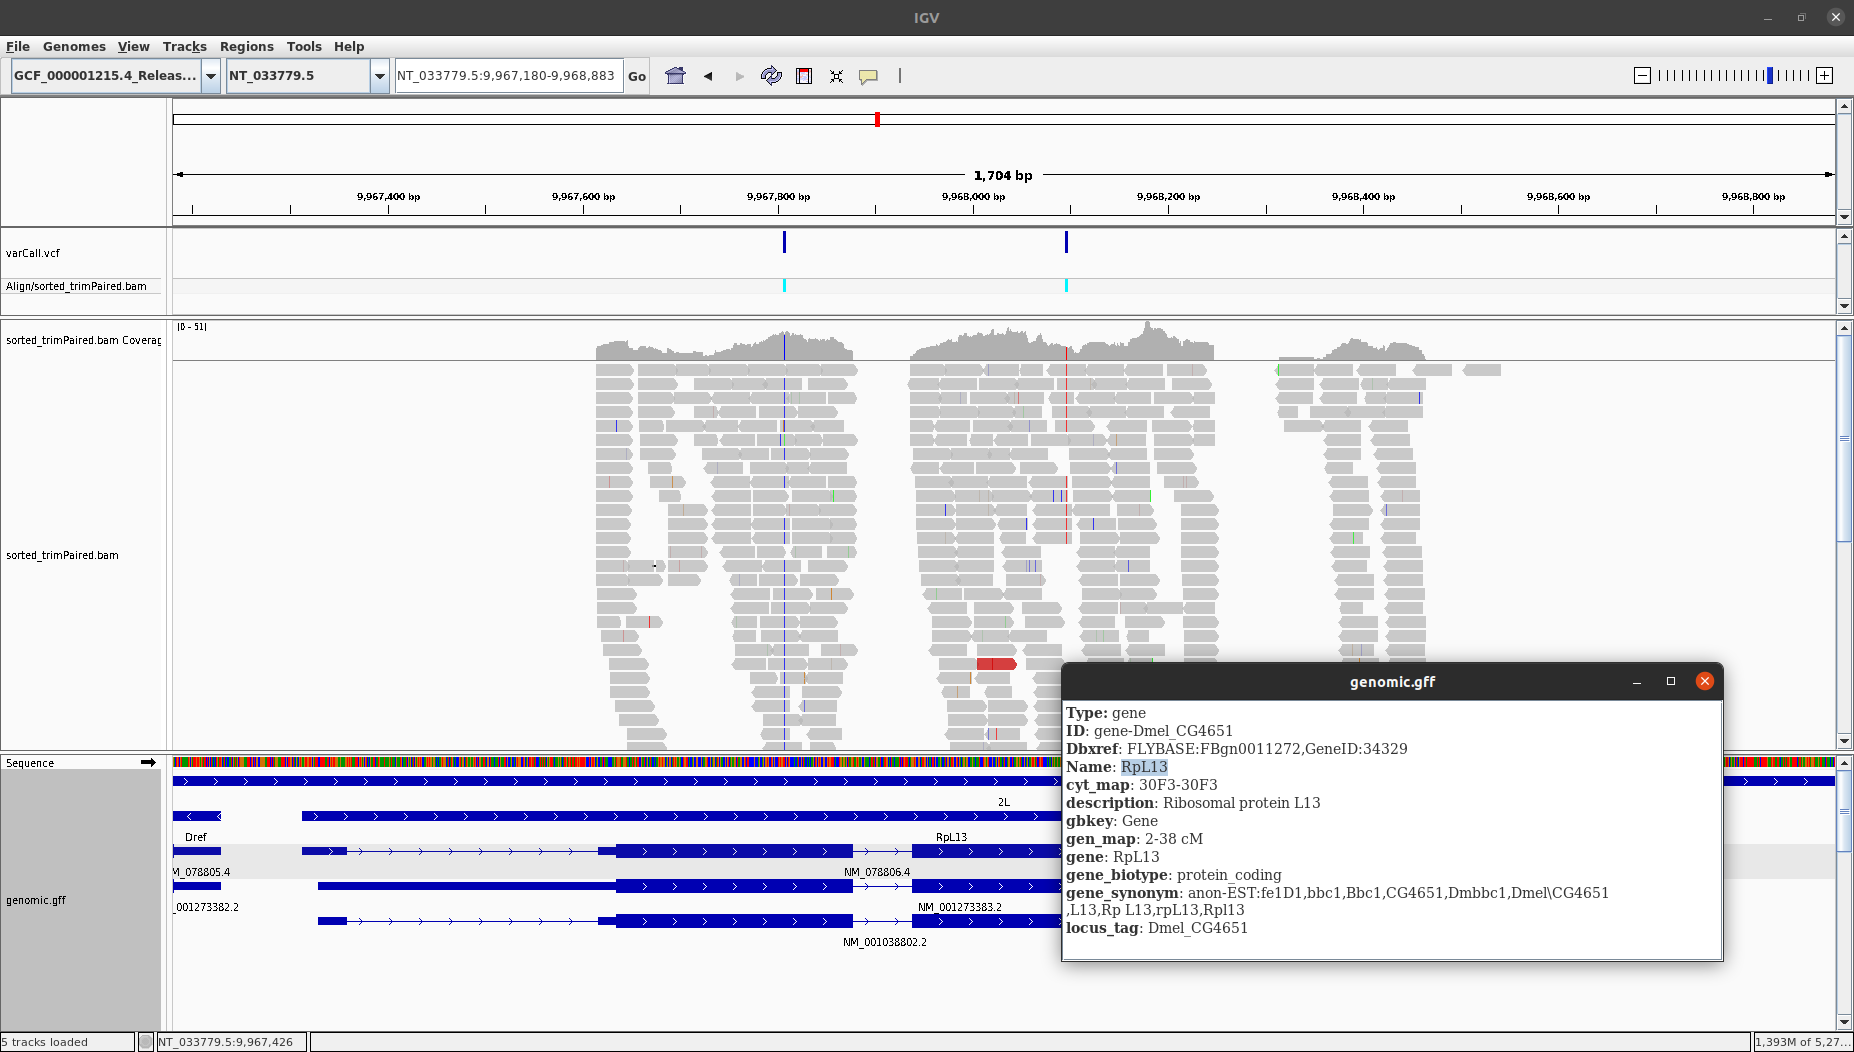 IGV
File Genomes View Tracks Regions Tools Help
GCF_000001215.4_Releas... NT_033779.5 NT_033779.5:9,967,180-9,968,883 Go
1,704 bp
9,967,400 bp 9,967,600 bp 9,967,800 bp 9,968,000 bp 9,968,200 bp 9,968,400 bp 9,968,600 bp 9,968,800 bp
varCall.vcf
Align/sorted_trimPaired.bam
[0 - 51]
sorted_trimPaired.bam Coverag
sorted_trimPaired.bam
Sequence
2L
Dref RpL13
M_078805.4 NM_078806.4
genomic.gff
_001273382.2 NM_001273383.2
NM_001038802.2
genomic.gff
Type: gene
ID: gene-Dmel_CG4651
Dbxref: FLYBASE:FBgn0011272,GeneID:34329
Name: RpL13
cyt_map: 30F3-30F3
description: Ribosomal protein L13
gbkey: Gene
gen_map: 2-38 cM
gene: RpL13
gene_biotype: protein_coding
gene_synonym: anon-EST:fe1D1,bbc1,Bbc1,CG4651,Dmbbc1,Dmel\CG4651
,L13,Rp L13,rpL13,Rpl13
locus_tag: Dmel_CG4651
5 tracks loaded NT_033779.5:9,967,426 1,393M of 5,27...